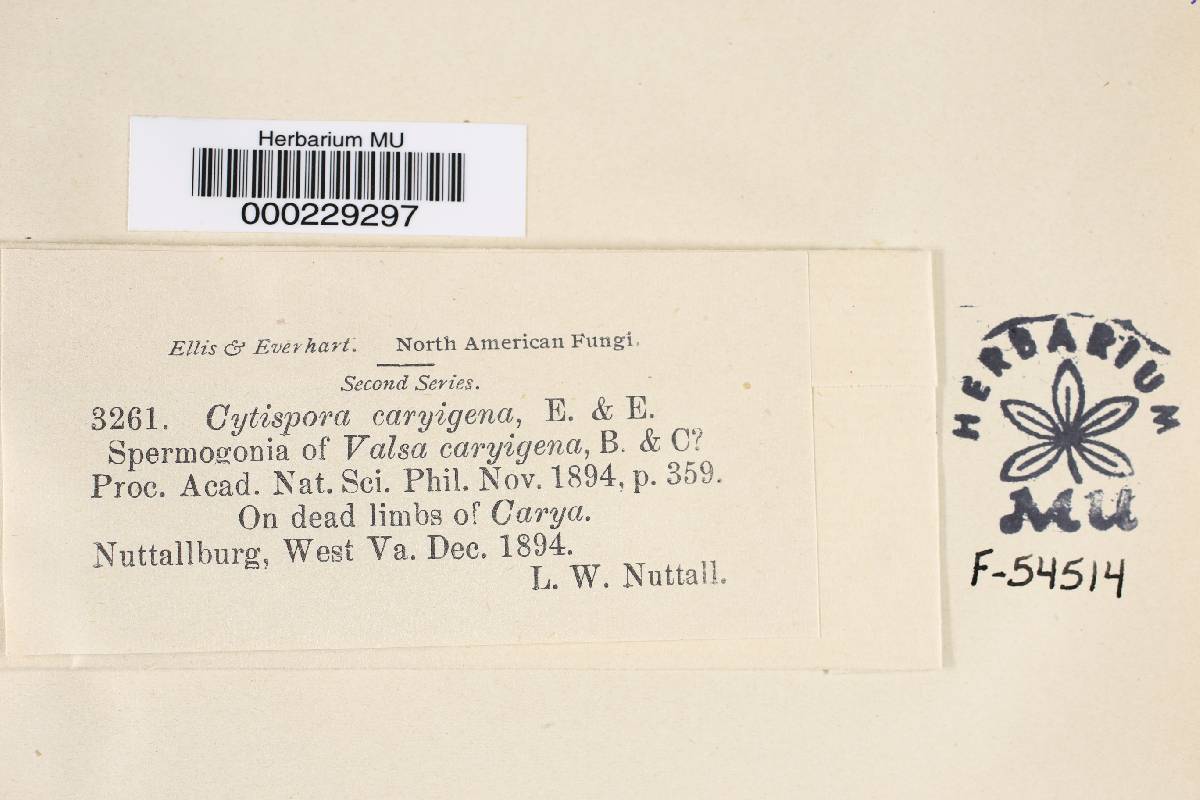 Herbarium MU
000229297
Ellis & Everhart. North American Fungi.
Second Series.
3261. Cytispora caryigena, E. & E.
Spermogonia of Valsa caryigena, B. & C?
Proc. Acad. Nat. Sci. Phil. Nov. 1894, p. 359.
On dead limbs of Carya.
Nuttallburg, West Va. Dec. 1894.
L. W. Nuttall.
HERBARIUM
MU
F-54514